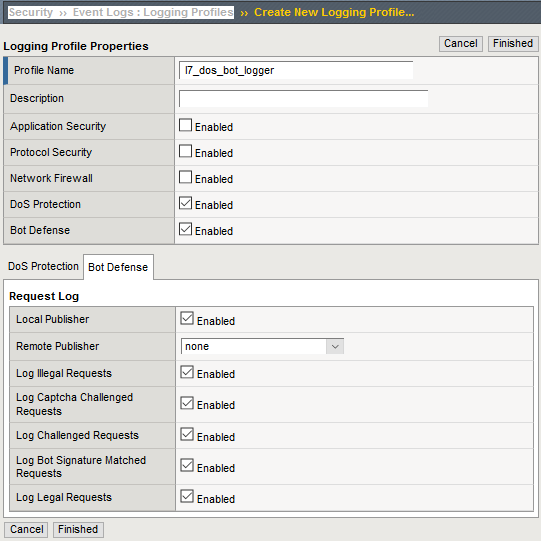 Security ›› Event Logs : Logging Profiles ›› Create New Logging Profile...
Logging Profile Properties
Cancel Finished
Profile Name l7_dos_bot_logger
Description
Application Security Enabled
Protocol Security Enabled
Network Firewall Enabled
DoS Protection Enabled
Bot Defense Enabled
DoS Protection Bot Defense
Request Log
Local Publisher Enabled
Remote Publisher none
Log Illegal Requests Enabled
Log Captcha Challenged
Requests Enabled
Log Challenged Requests Enabled
Log Bot Signature Matched
Requests Enabled
Log Legal Requests Enabled
Cancel Finished